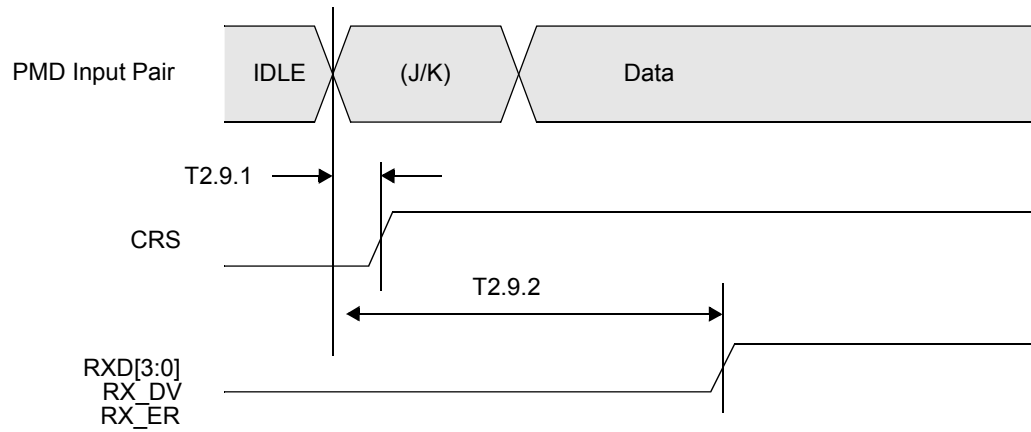 PMD Input Pair
IDLE
(J/K)
Data
T2.9.1
CRS
T2.9.2
RXD[3:0]
RX_DV
RX_ER